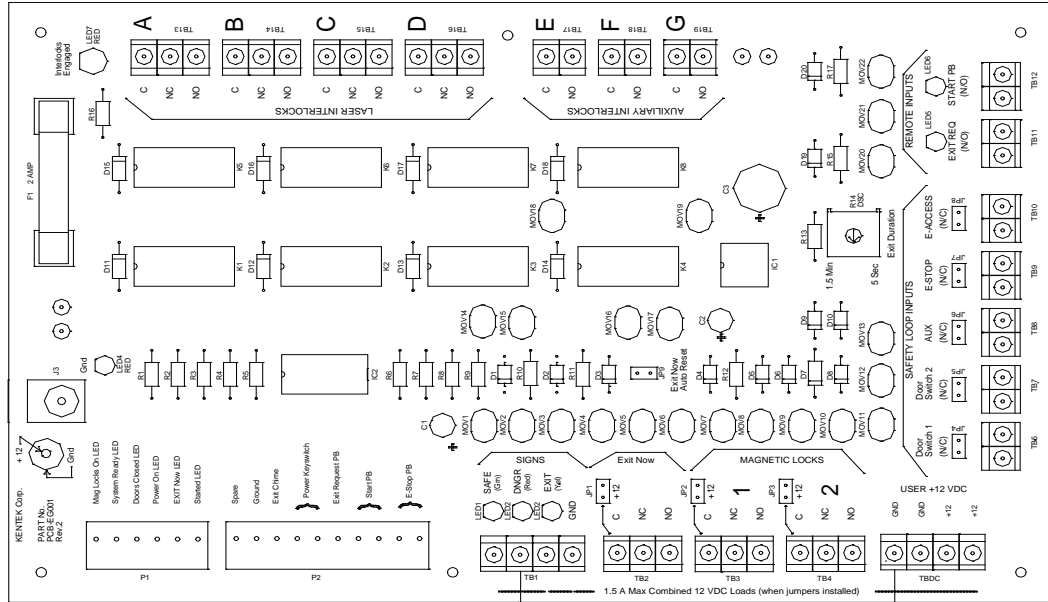 Interlocks
Engaged
LED7
RED
A
B
C
D
E
F
G
TB13
TB14
TB15
TB16
TB17
TB18
TB19
C
NC
NO
C
NC
NO
C
NC
NO
C
NC
NO
C
NO
C
NO
C
NO
LASER INTERLOCKS
AUXILIARY INTERLOCKS
F1 2 AMP
R16
D15
K5
D16
K6
D17
K7
D18
K8
MOV18
MOV19
C3
D20
R17
MOV22
MOV21
MOV20
D19
R15
REMOTE INPUTS
LED6
START PB
(N/O)
TB12
LED5
EXIT REQ
(N/O)
TB11
D11
K1
D12
K2
D13
K3
D14
K4
IC1
R13
R14
DSC
1.5 Min
5 Sec
Exit Duration
E-ACCESS
(N/C)
JP8
TB10
E-STOP
(N/C)
JP7
TB9
AUX
(N/C)
JP6
TB8
Door
Switch 2
(N/C)
JP5
TB7
Door
Switch 1
(N/C)
JP4
TB6
SAFETY LOOP INPUTS
J3
Grid
LED4
RED
R1
R2
R3
R4
R5
IC2
R6
R7
R8
R9
D1
R10
D2
R11
D3
JP9
Exit Now
Auto Reset
D4
R12
D5
D6
D7
D8
D9
D10
C2
MOV14
MOV15
MOV16
MOV17
MOV13
MOV12
MOV11
+ 12
Grid
C1
MOV1
MOV2
MOV3
MOV4
MOV5
MOV6
MOV7
MOV8
MOV9
MOV10
KENTEK Corp.
PART No.
PCB-EG001
Rev.2
Mag Locks On LED
System Ready LED
Doors Closed LED
Power On LED
EXIT Now LED
Started LED
Spare
Ground
Exit Chime
Power Keyswitch
Exit Request PB
Start PB
E-Stop PB
P1
P2
SIGNS
Exit Now
MAGNETIC LOCKS
USER +12 VDC
LED1
SAFE
(Grn)
LED2
DNGR
(Red)
LED2
EXIT
(Yel)
GND
JP1
+12
C
NC
NO
JP2
+12
C
NC
NO
1
JP3
+12
C
NC
NO
2
GND
GND
+12
+12
TB1
TB2
TB3
TB4
TBDC
1.5 A Max Combined 12 VDC Loads (when jumpers installed)